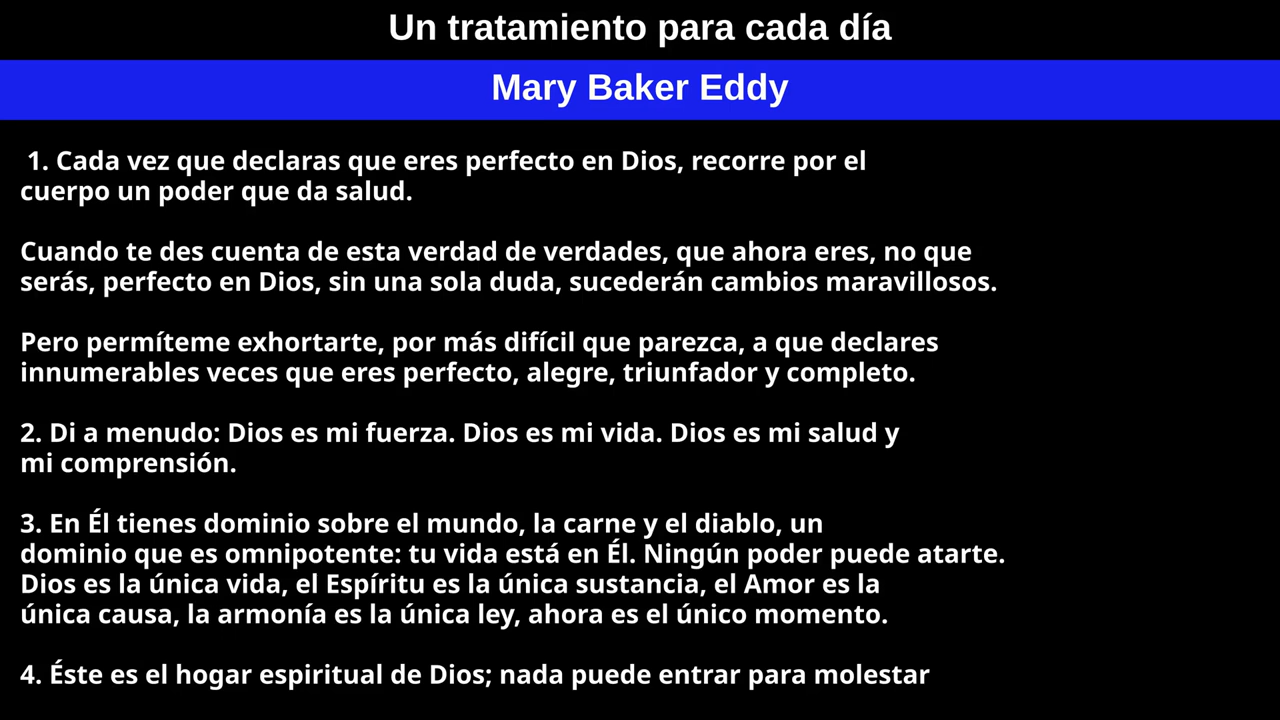 Un tratamiento para cada día
Mary Baker Eddy
1. Cada vez que declaras que eres perfecto en Dios, recorre por el
cuerpo un poder que da salud.
Cuando te des cuenta de esta verdad de verdades, que ahora eres, no que
serás, perfecto en Dios, sin una sola duda, sucederán cambios maravillosos.
Pero permíteme exhortarte, por más difícil que parezca, a que declares
innumerables veces que eres perfecto, alegre, triunfador y completo.
2. Di a menudo: Dios es mi fuerza. Dios es mi vida. Dios es mi salud y
mi comprensión.
3. En Él tienes dominio sobre el mundo, la carne y el diablo, un
dominio que es omnipotente: tu vida está en Él. Ningún poder puede atarte.
Dios es la única vida, el Espíritu es la única sustancia, el Amor es la
única causa, la armonía es la única ley, ahora es el único momento.
4. Éste es el hogar espiritual de Dios; nada puede entrar para molestar